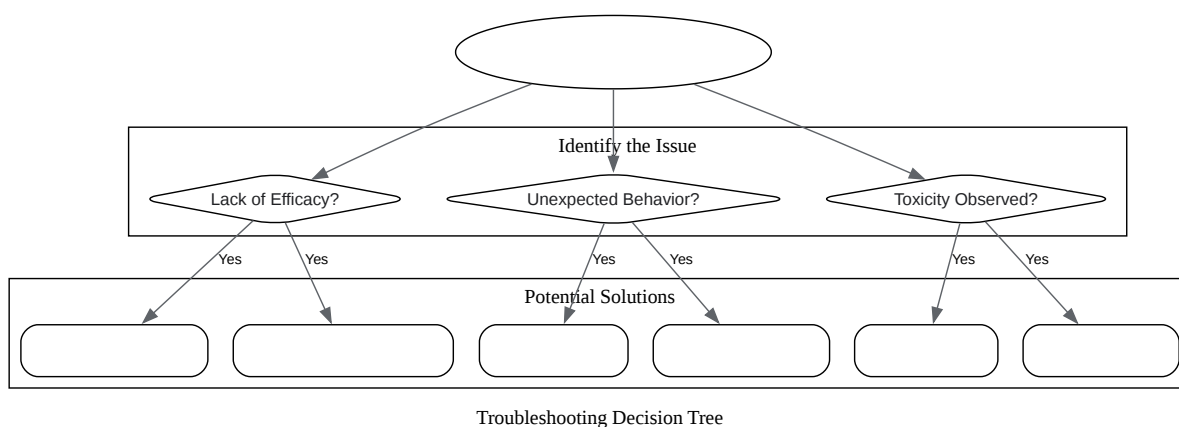 Identify the Issue
Lack of Efficacy?
Unexpected Behavior?
Toxicity Observed?
Yes
Yes
Yes
Yes
Yes
Yes
Potential Solutions
Troubleshooting Decision Tree